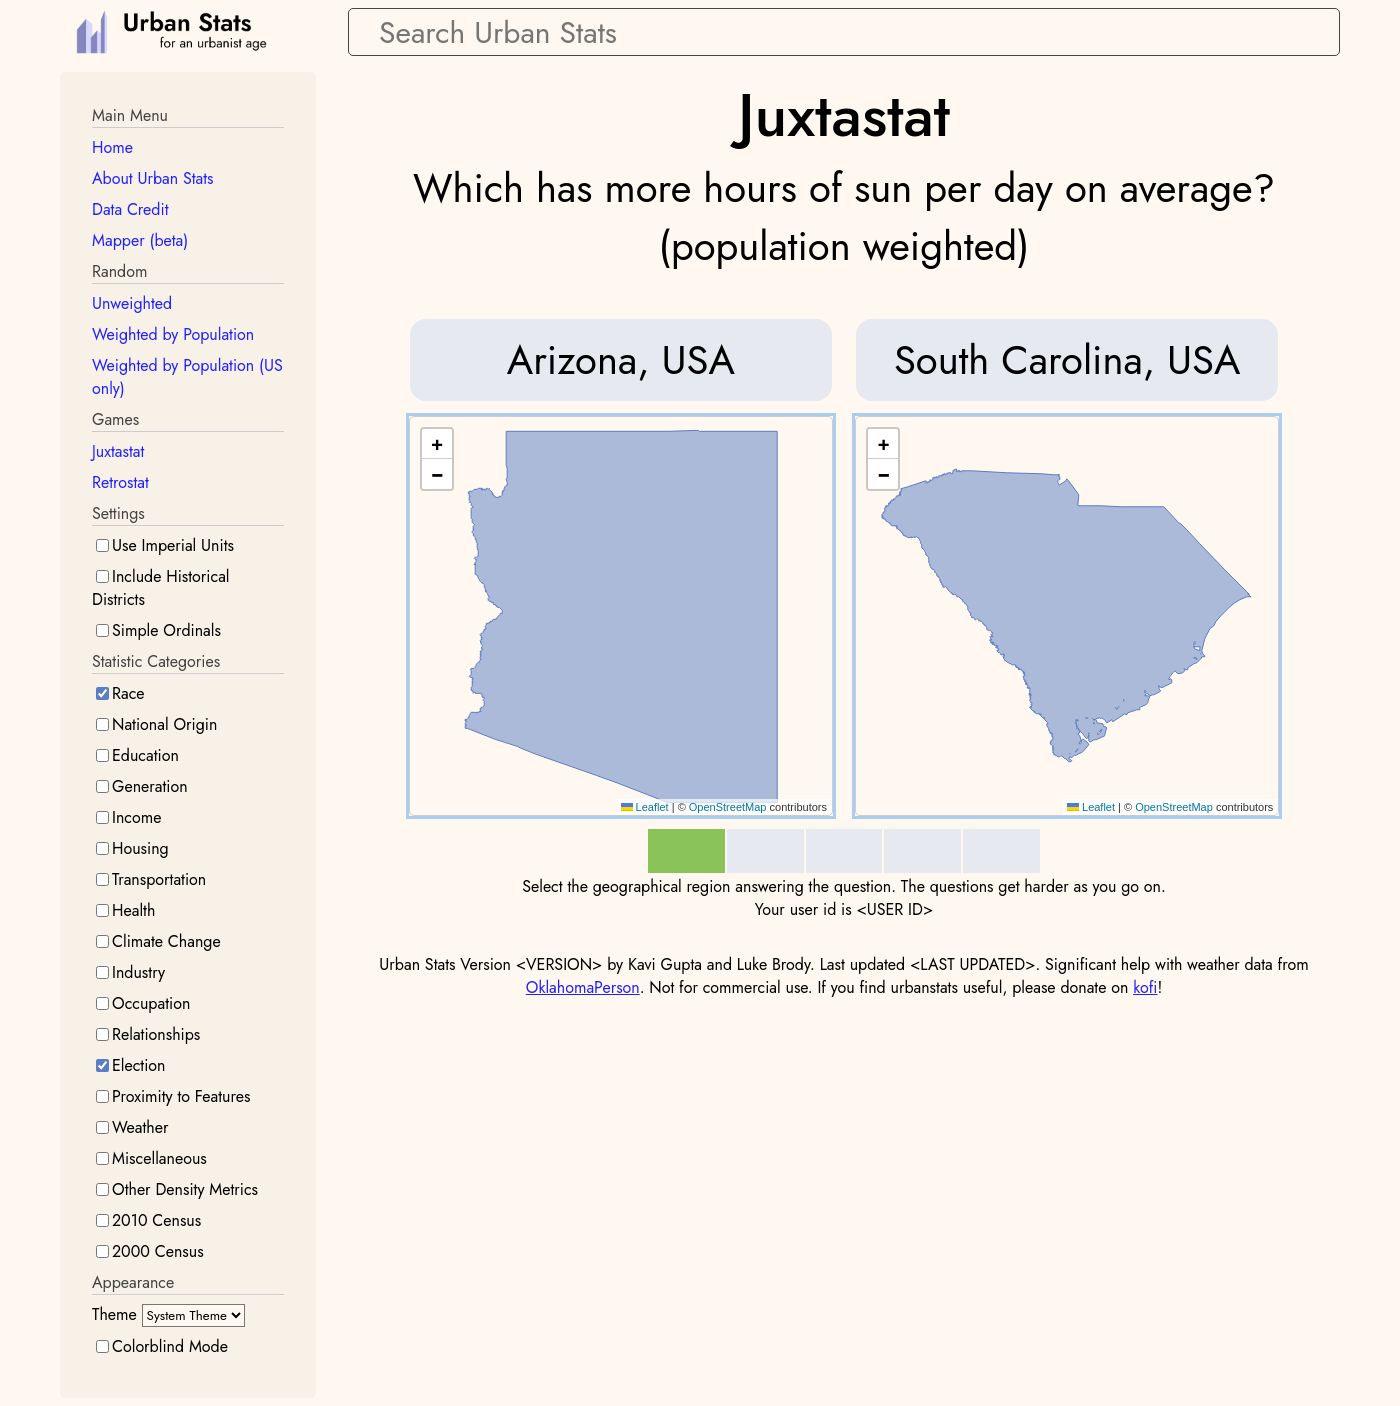 Urban Stats
for an urbanist age
Search Urban Stats
Main Menu
Home
About Urban Stats
Data Credit
Mapper (beta)
Random
Unweighted
Weighted by Population
Weighted by Population (US
only)
Games
Juxtastat
Retrostat
Settings
Use Imperial Units
Include Historical
Districts
Simple Ordinals
Statistic Categories
Race
National Origin
Education
Generation
Income
Housing
Transportation
Health
Climate Change
Industry
Occupation
Relationships
Election
Proximity to Features
Weather
Miscellaneous
Other Density Metrics
2010 Census
2000 Census
Appearance
Theme System Theme
Colorblind Mode
Juxtastat
Which has more hours of sun per day on average?
(population weighted)
Arizona, USA
South Carolina, USA
+
−
Leaflet | © OpenStreetMap contributors
+
−
Leaflet | © OpenStreetMap contributors
Select the geographical region answering the question. The questions get harder as you go on.
Your user id is <USER ID>
Urban Stats Version <VERSION> by Kavi Gupta and Luke Brody. Last updated <LAST UPDATED>. Significant help with weather data from
OklahomaPerson. Not for commercial use. If you find urbanstats useful, please donate on kofi!